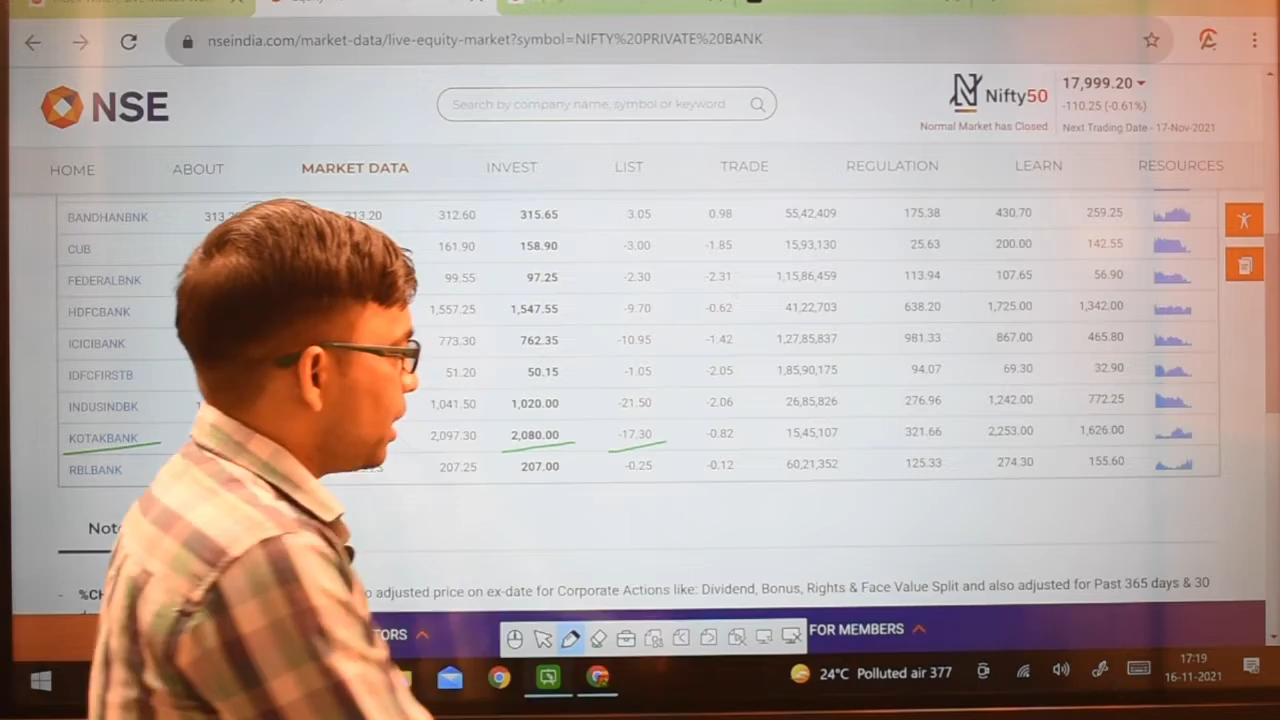 nseindia.com/market-data/live-equity-market?symbol=NIFTY%20PRIVATE%20BANK
NSE
Search by company name, symbol or keyword
Nifty50
17,999.20
-110.25 (-0.61%)
Normal Market has Closed
Next Trading Date - 17-Nov-2021
HOME ABOUT MARKET DATA INVEST LIST TRADE REGULATION LEARN RESOURCES
BANDHANBNK 313.20 312.60 315.65 3.05 0.98 55,42,409 175.38 430.70 259.25
CUB 161.90 158.90 -3.00 -1.85 15,93,130 25.63 200.00 142.55
FEDERALBNK 99.55 97.25 -2.30 -2.31 1,15,86,459 113.94 107.65 56.90
HDFCBANK 1,557.25 1,547.55 -9.70 -0.62 41,22,703 638.20 1,725.00 1,342.00
ICICIBANK 773.30 762.35 -10.95 -1.42 1,27,85,837 981.33 867.00 465.80
IDFCFIRSTB 51.20 50.15 -1.05 -2.05 1,85,90,175 94.07 69.30 32.90
INDUSINDBK 1,041.50 1,020.00 -21.50 -2.06 26,85,826 276.96 1,242.00 772.25
KOTAKBANK 2,097.30 2,080.00 -17.30 -0.82 15,45,107 321.66 2,253.00 1,626.00
RBLBANK 207.25 207.00 -0.25 -0.12 60,21,352 125.33 274.30 155.60
adjusted price on ex-date for Corporate Actions like: Dividend, Bonus, Rights & Face Value Split and also adjusted for Past 365 days & 30
FOR MEMBERS
24°C Polluted air 377
17:19
16-11-2021